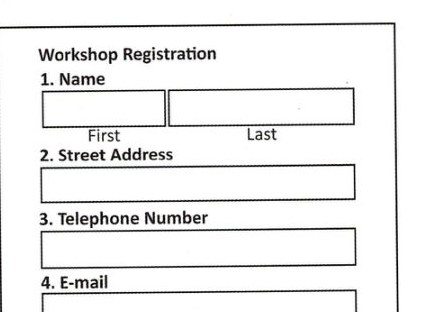 Workshop Registration
1. Name
First Last
2. Street Address
3. Telephone Number
4. E-mail